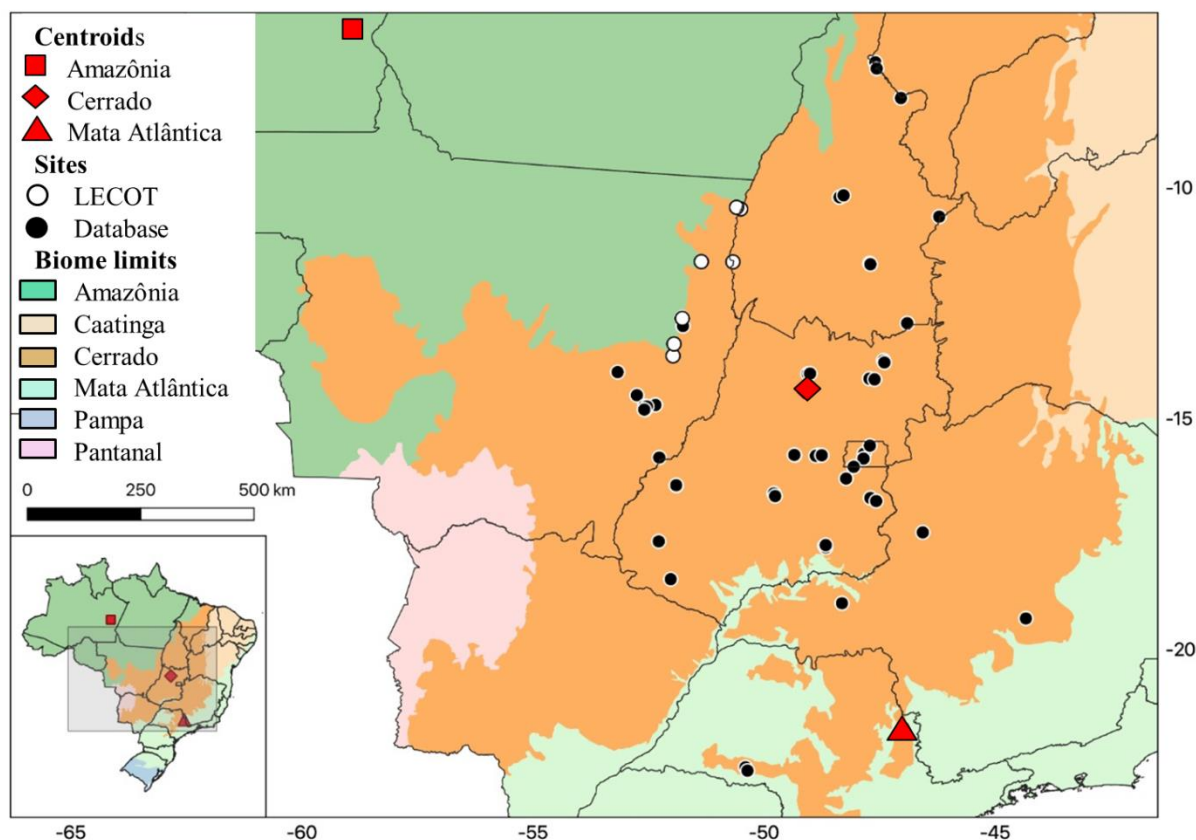 Centroids
Amazônia
Cerrado
Mata Atlântica
Sites
LECOT
Database
Biome limits
Amazônia
Caatinga
Cerrado
Mata Atlântica
Pampa
Pantanal
0 250 500 km
-10
-15
-20
-65 -60 -55 -50 -45